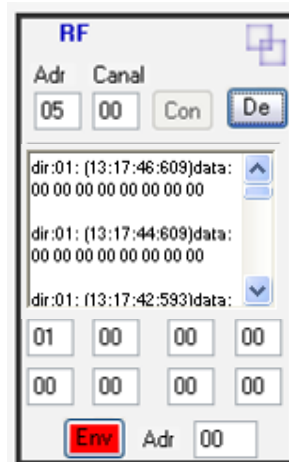 RF
Adr Canal
05 00 Con De
dir:01: (13:17:46:609)data:
00 00 00 00 00 00 00 00
dir:01: (13:17:44:609)data:
00 00 00 00 00 00 00 00
dir:01: (13:17:42:593)data:
01 00 00 00
00 00 00 00
Env Adr 00